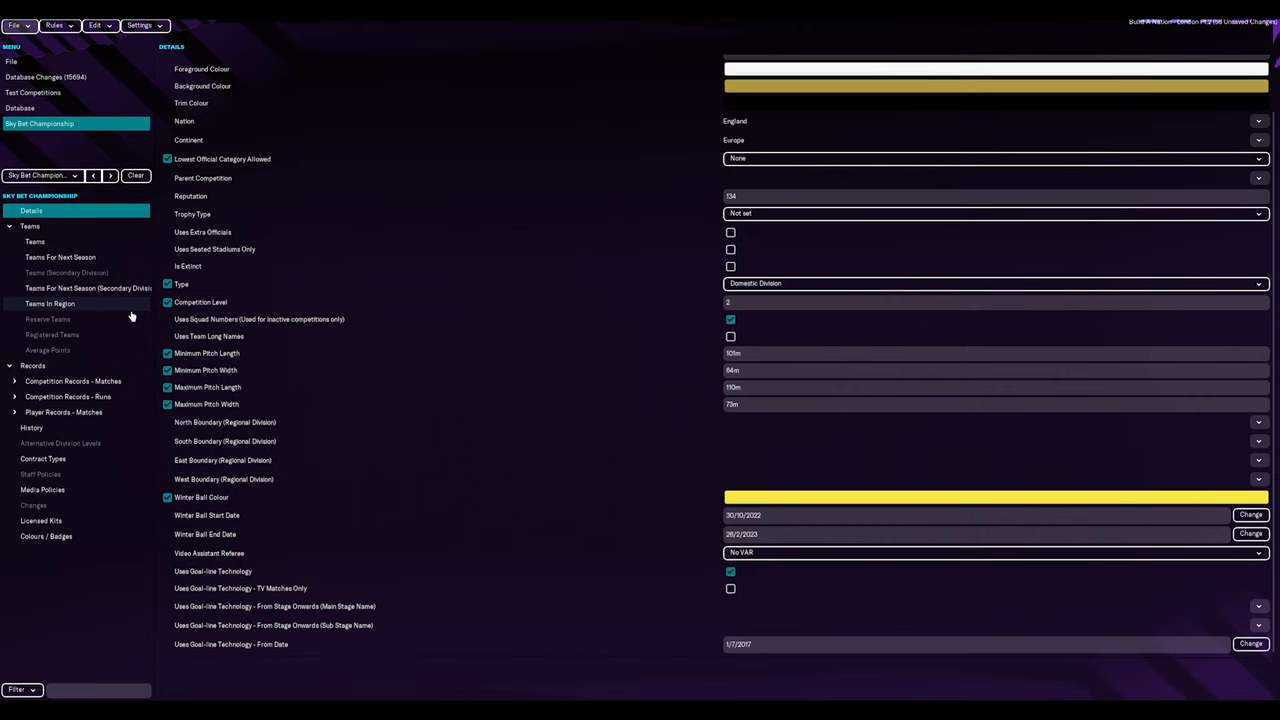 File Rules Edit Settings
Build A Nation - London Pt.2 (58 Unsaved Changes)
MENU
DETAILS
File
Database Changes (15694)
Test Competitions
Database
Sky Bet Championship
Sky Bet Champion... < > Clear
SKY BET CHAMPIONSHIP
Details
Teams
Teams
Teams For Next Season
Teams (Secondary Division)
Teams For Next Season (Secondary Divisio
Teams In Region
Reserve Teams
Registered Teams
Average Points
Records
Competition Records - Matches
Competition Records - Runs
Player Records - Matches
History
Alternative Division Levels
Contract Types
Staff Policies
Media Policies
Changes
Licensed Kits
Colours / Badges
Filter
Foreground Colour
Background Colour
Trim Colour
Nation England
Continent Europe
Lowest Official Category Allowed None
Parent Competition
Reputation 134
Trophy Type Not set
Uses Extra Officials
Uses Seated Stadiums Only
Is Extinct
Type Domestic Division
Competition Level 2
Uses Squad Numbers (Used for inactive competitions only)
Uses Team Long Names
Minimum Pitch Length 101m
Minimum Pitch Width 64m
Maximum Pitch Length 110m
Maximum Pitch Width 73m
North Boundary (Regional Division)
South Boundary (Regional Division)
East Boundary (Regional Division)
West Boundary (Regional Division)
Winter Ball Colour
Winter Ball Start Date 30/10/2022 Change
Winter Ball End Date 26/2/2023 Change
Video Assistant Referee No VAR
Uses Goal-line Technology
Uses Goal-line Technology - TV Matches Only
Uses Goal-line Technology - From Stage Onwards (Main Stage Name)
Uses Goal-line Technology - From Stage Onwards (Sub Stage Name)
Uses Goal-line Technology - From Date 1/7/2017 Change